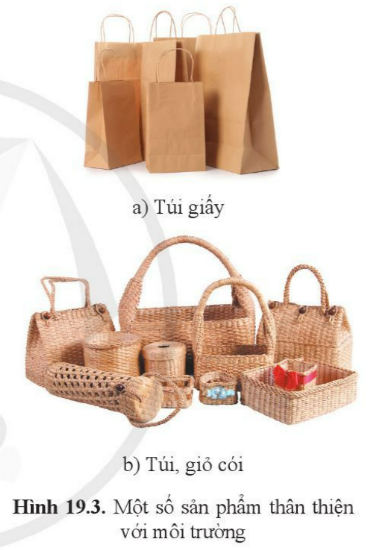 a) Túi giấy
b) Túi, giỏ cói
Hình 19.3. Một số sản phẩm thân thiện
với môi trường